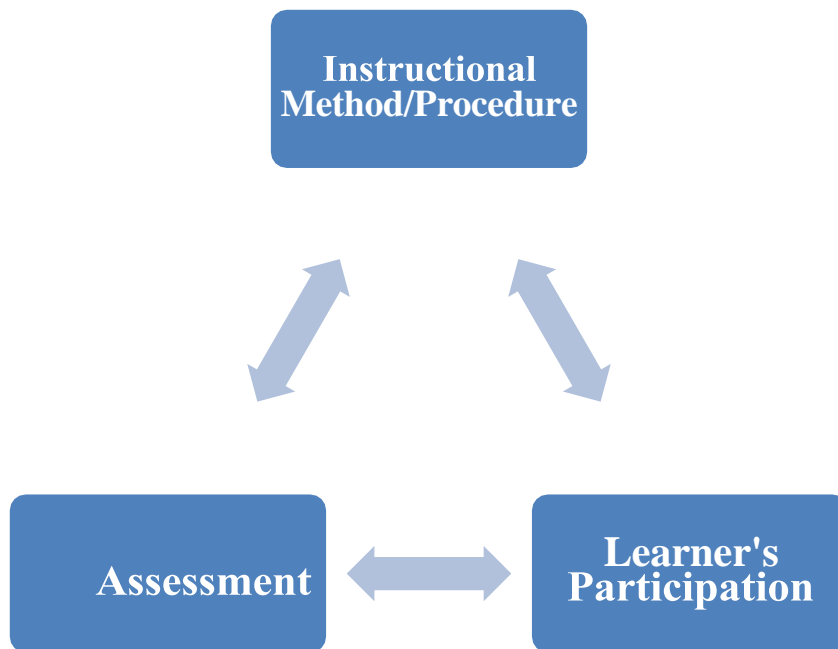 Instructional
Method/Procedure
Assessment
Learner's
Participation